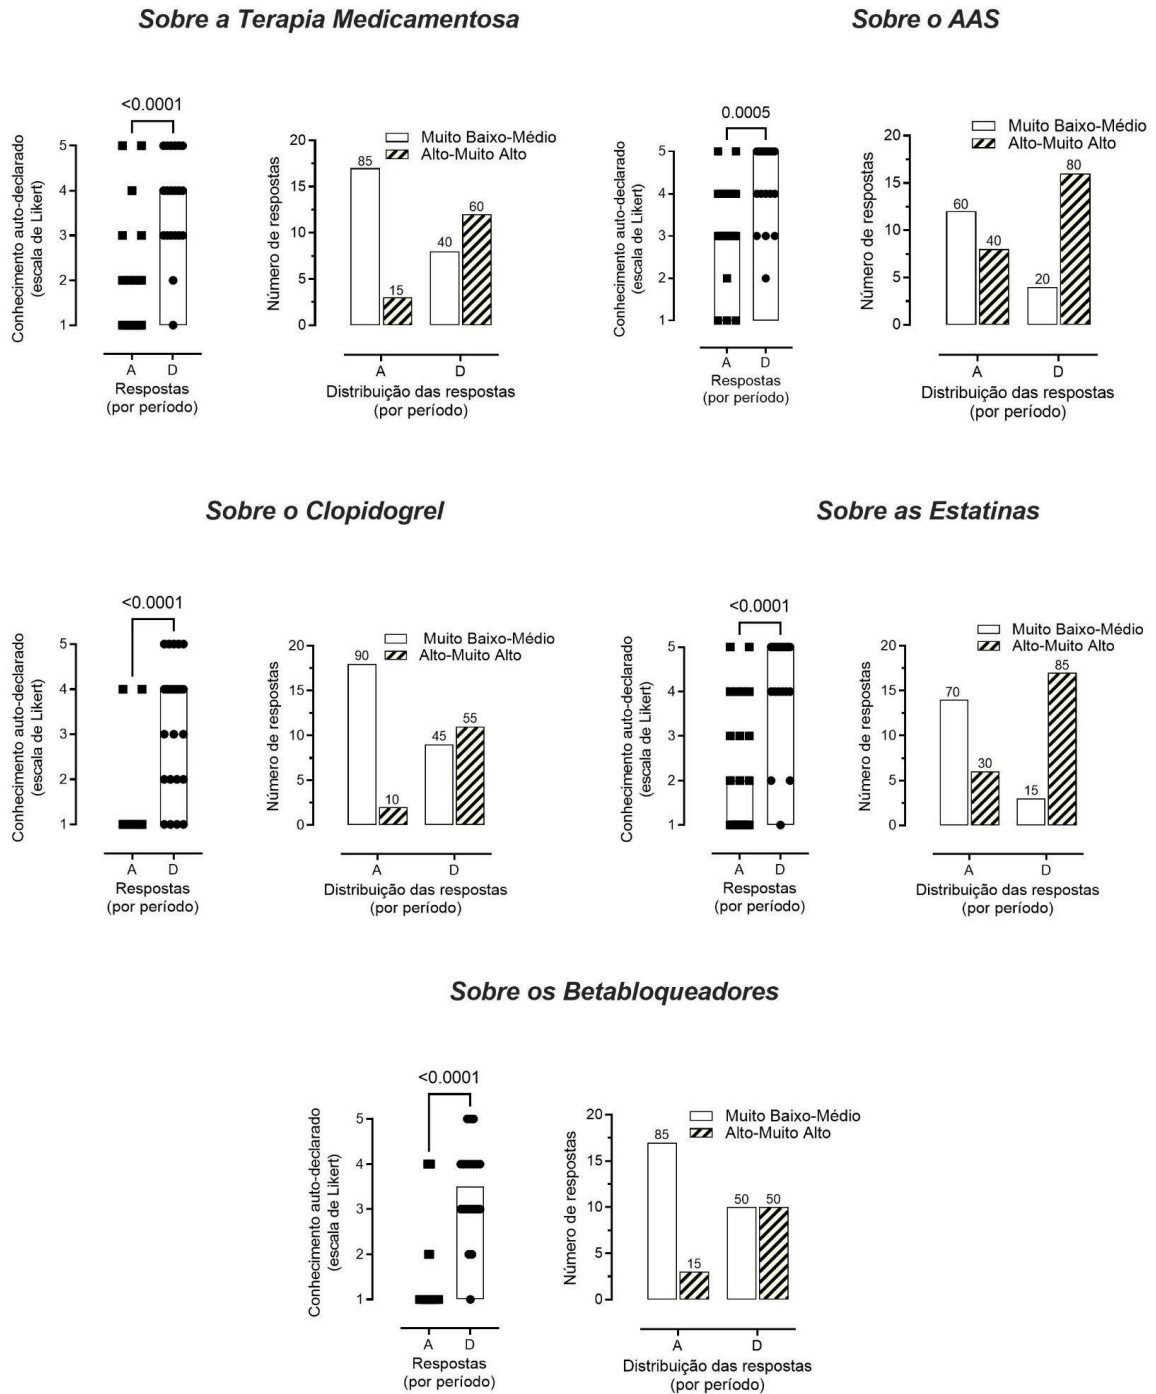 Sobre a Terapia Medicamentosa
<0.0001
Conhecimento auto-declarado
(escala de Likert)
5
4
3
2
1
A
D
Respostas
(por período)
Muito Baixo-Médio
Alto-Muito Alto
Número de respostas
20
15
10
5
0
85
15
40
60
A
D
Distribuição das respostas
(por período)
Sobre o AAS
0.0005
Conhecimento auto-declarado
(escala de Likert)
5
4
3
2
1
A
D
Respostas
(por período)
Muito Baixo-Médio
Alto-Muito Alto
Número de respostas
20
15
10
5
0
60
40
20
80
A
D
Distribuição das respostas
(por período)
Sobre o Clopidogrel
<0.0001
Conhecimento auto-declarado
(escala de Likert)
5
4
3
2
1
A
D
Respostas
(por período)
Muito Baixo-Médio
Alto-Muito Alto
Número de respostas
20
15
10
5
0
90
10
45
55
A
D
Distribuição das respostas
(por período)
Sobre as Estatinas
<0.0001
Conhecimento auto-declarado
(escala de Likert)
5
4
3
2
1
A
D
Respostas
(por período)
Muito Baixo-Médio
Alto-Muito Alto
Número de respostas
20
15
10
5
0
70
30
15
85
A
D
Distribuição das respostas
(por período)
Sobre os Betabloqueadores
<0.0001
Conhecimento auto-declarado
(escala de Likert)
5
4
3
2
1
A
D
Respostas
(por período)
Muito Baixo-Médio
Alto-Muito Alto
Número de respostas
20
15
10
5
0
85
15
50
50
A
D
Distribuição das respostas
(por período)